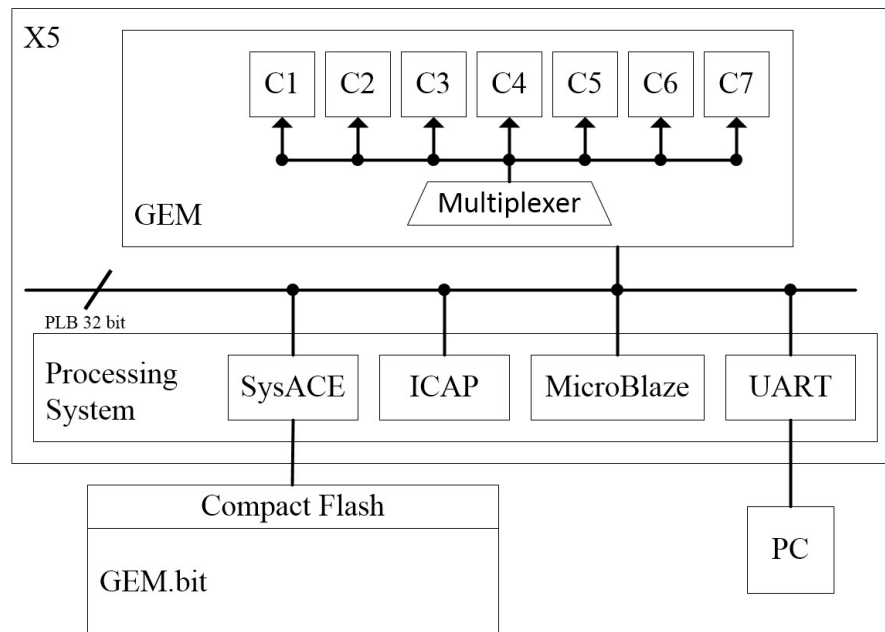 X5
C1 C2 C3 C4 C5 C6 C7
Multiplexer
GEM
PLB 32 bit
Processing
System
SysACE ICAP MicroBlaze UART
Compact Flash
GEM.bit
PC